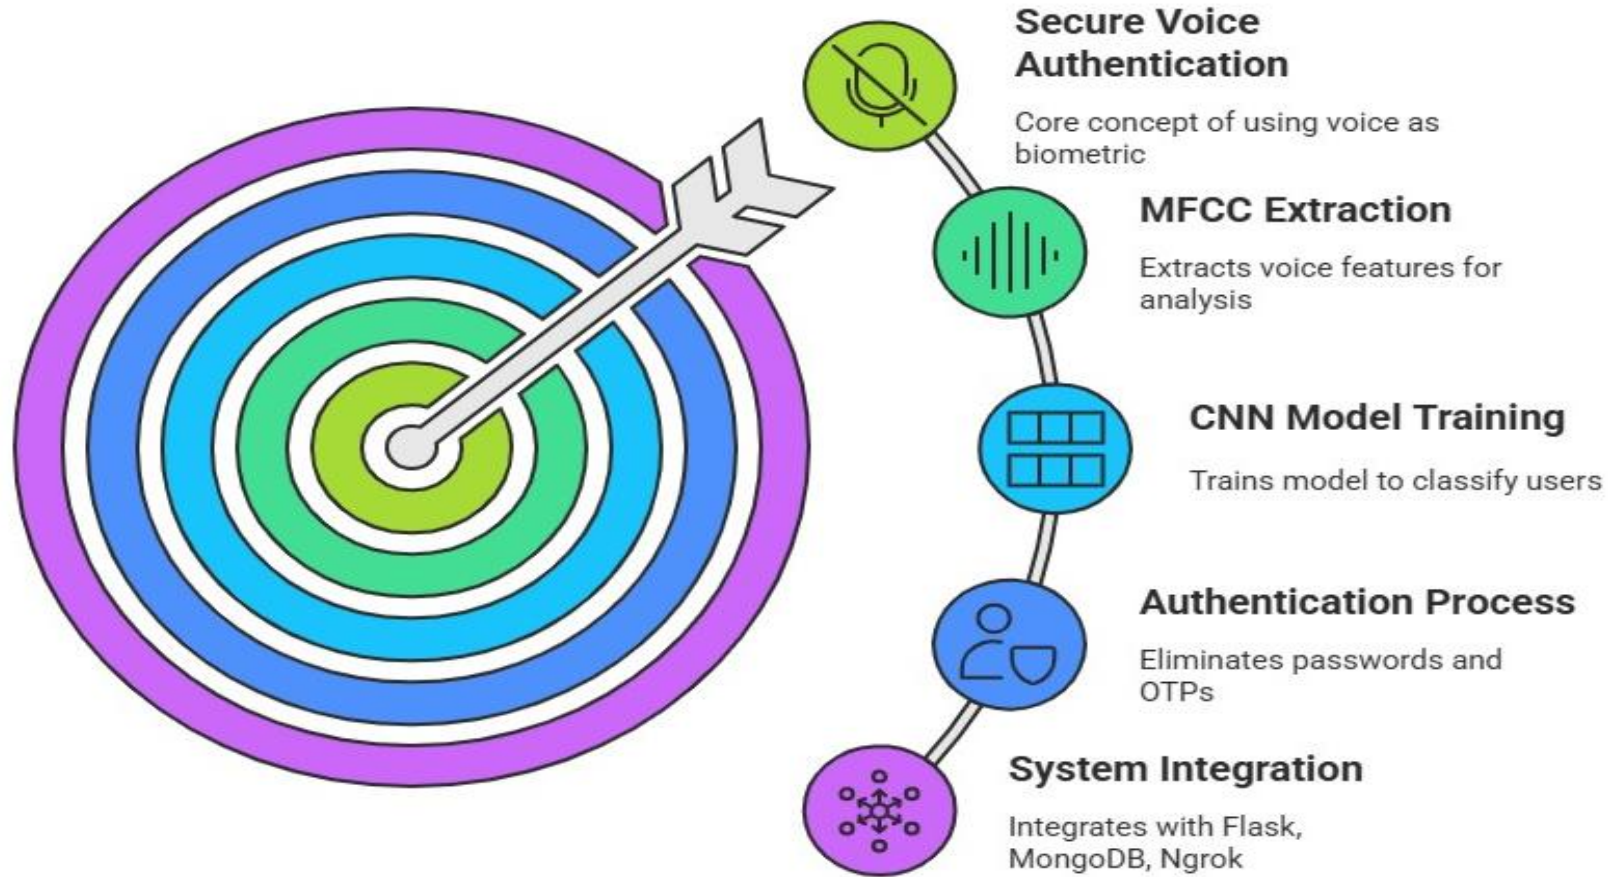 Secure Voice
Authentication
Core concept of using voice as
biometric
MFCC Extraction
Extracts voice features for
analysis
CNN Model Training
Trains model to classify users
Authentication Process
Eliminates passwords and
OTPs
System Integration
Integrates with Flask,
MongoDB, Ngrok